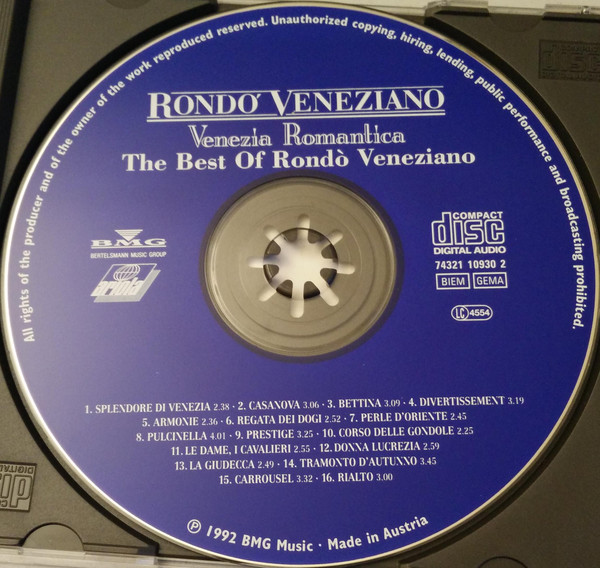 All rights of the producer and of the owner of the work reproduced reserved. Unauthorized copying, hiring, lending, public performance and broadcasting prohibited.
RONDO' VENEZIANO
Venezia Romantica
The Best Of Rondò Veneziano
BMG
BERTELSMANN MUSIC GROUP
ariola
COMPACT
disc
DIGITAL AUDIO
74321 10930 2
BIEM GEMA
LC 4554
1. SPLENDORE DI VENEZIA 2.38 · 2. CASANOVA 3.06 · 3. BETTINA 3.09 · 4. DIVERTISSEMENT 3.19
5. ARMONIE 2.36 · 6. REGATA DEI DOGI 2.52 · 7. PERLE D'ORIENTE 2.45
8. PULCINELLA 4.01 · 9. PRESTIGE 3.25 · 10. CORSO DELLE GONDOLE 2.25
11. LE DAME, I CAVALIERI 2.55 · 12. DONNA LUCREZIA 2.59
13. LA GIUDECCA 2.49 · 14. TRAMONTO D'AUTUNNO 3.45
15. CARROUSEL 3.32 · 16. RIALTO 3.00
℗ 1992 BMG Music · Made in Austria